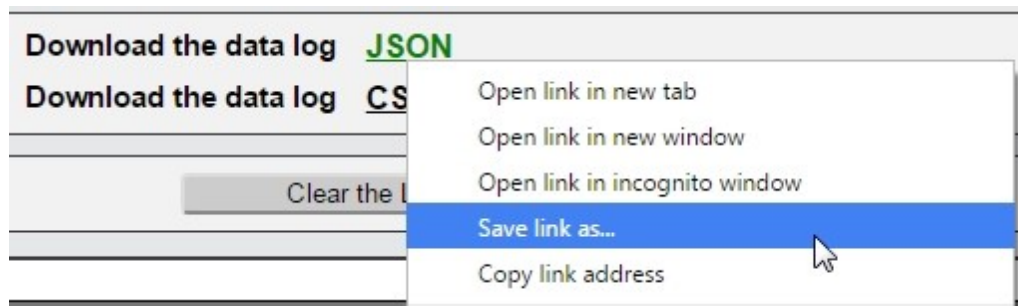 Download the data log JSON
Download the data log CS
Clear the L
Open link in new tab
Open link in new window
Open link in incognito window
Save link as...
Copy link address